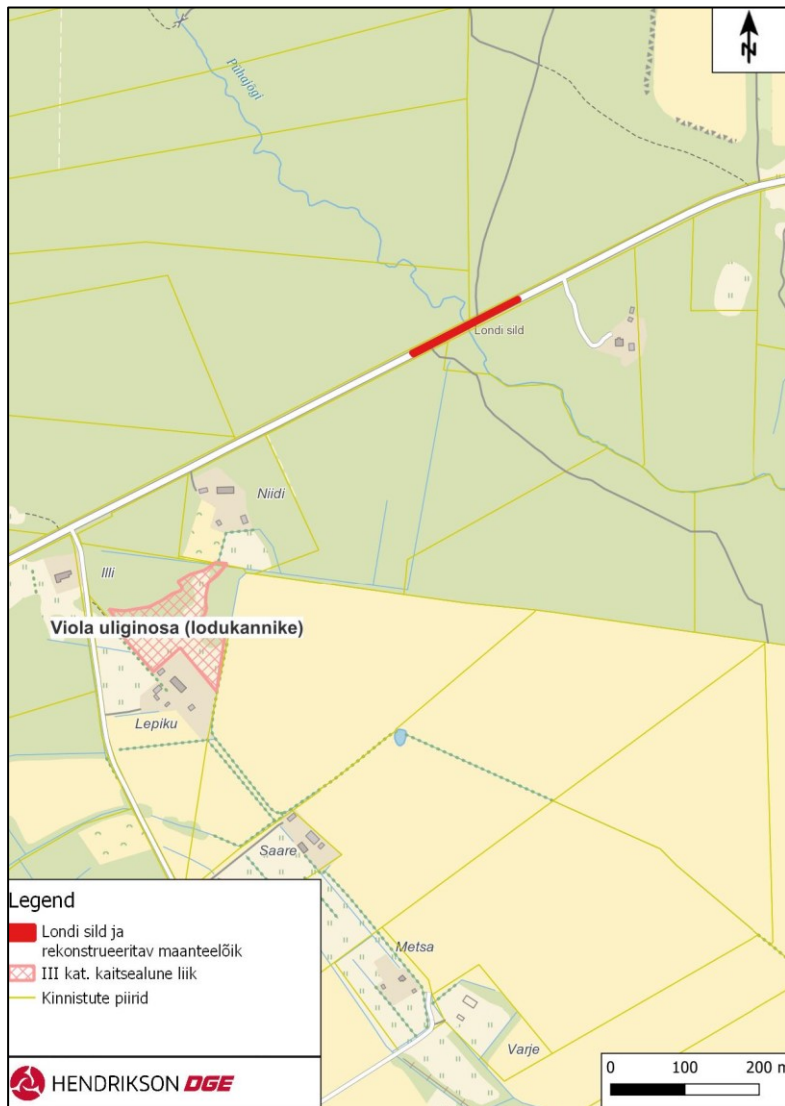 N
Pühajõgi
Londi sild
Niidi
Illi
Viola uliginosa (lodukannike)
Lepiku
Saare
Metsa
Varje
Legend
Londi sild ja
rekonstrueeritav maanteelõik
III kat. kaitsealune liik
Kinnistute piirid
HENDRIKSON DGE
0 100 200 m